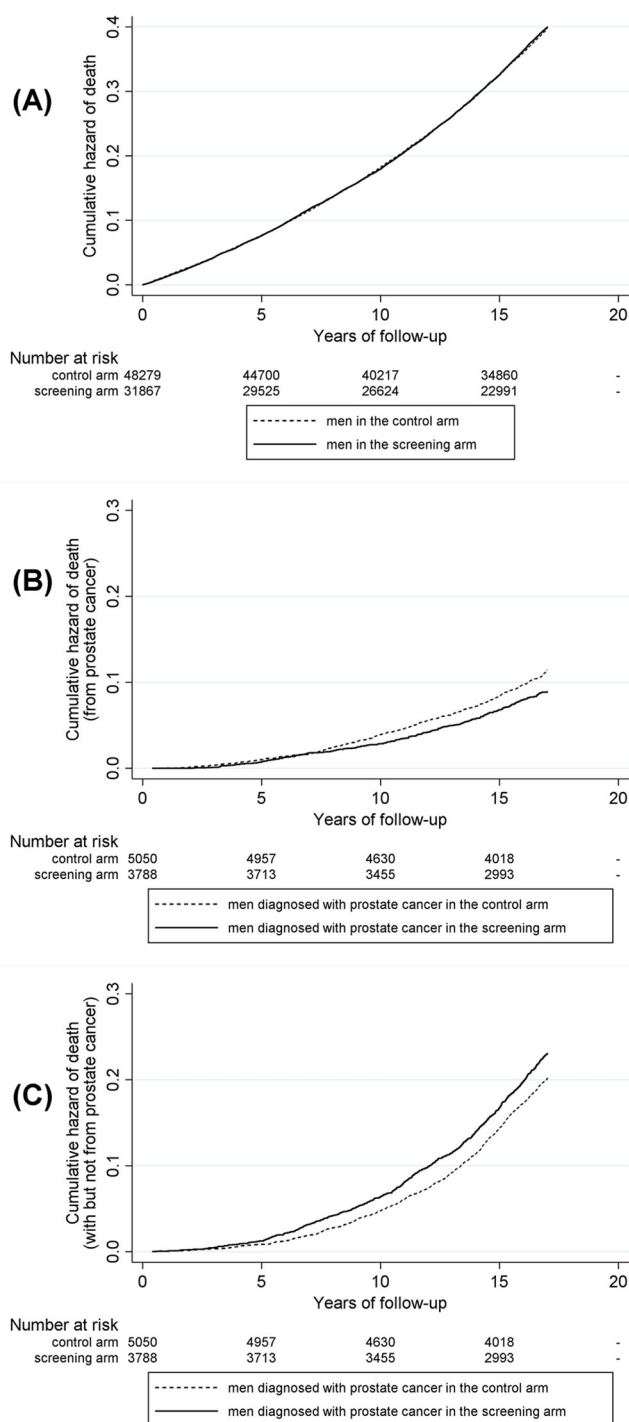 (A)
Cumulative hazard of death
0.4
0.3
0.2
0.1
0.0
0 5 10 15 20
Years of follow-up
Number at risk
control arm 48279 44700 40217 34860 -
screening arm 31867 29525 26624 22991 -
men in the control arm
men in the screening arm
(B)
Cumulative hazard of death
(from prostate cancer)
0.3
0.2
0.1
0.0
0 5 10 15 20
Years of follow-up
Number at risk
control arm 5050 4957 4630 4018 -
screening arm 3788 3713 3455 2993 -
men diagnosed with prostate cancer in the control arm
men diagnosed with prostate cancer in the screening arm
(C)
Cumulative hazard of death
(with but not from prostate cancer)
0.3
0.2
0.1
0.0
0 5 10 15 20
Years of follow-up
Number at risk
control arm 5050 4957 4630 4018 -
screening arm 3788 3713 3455 2993 -
men diagnosed with prostate cancer in the control arm
men diagnosed with prostate cancer in the screening arm